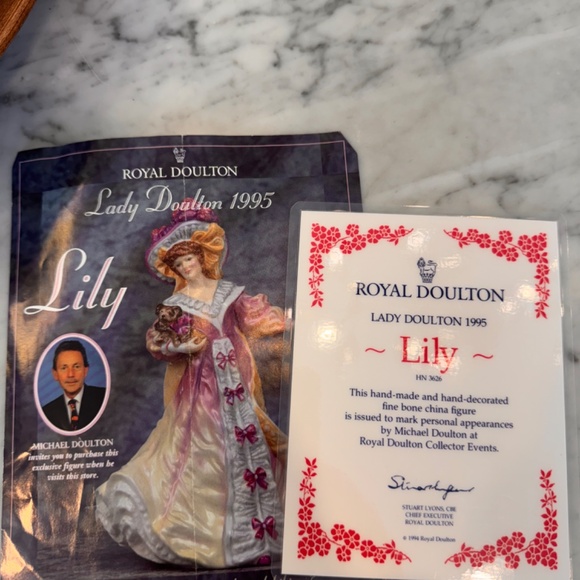 ROYAL DOULTON
Lady Doulton 1995
Lily
MICHAEL DOULTON
invites you to purchase this
exclusive figure when he
visits this store.
ROYAL DOULTON
LADY DOULTON 1995
~ Lily ~
HN 3626
This hand-made and hand-decorated
fine bone china figure
is issued to mark personal appearances
by Michael Doulton at
Royal Doulton Collector Events.
STUART LYONS, CBE
CHIEF EXECUTIVE
ROYAL DOULTON
© 1994 Royal Doulton